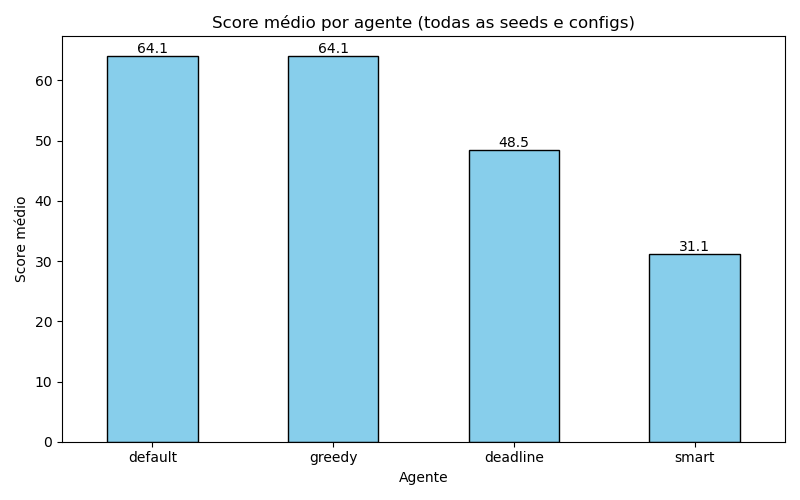 Score médio por agente (todas as seeds e configs)
64.1
64.1
48.5
31.1
60
50
40
30
20
10
0
Score médio
default
greedy
deadline
smart
Agente